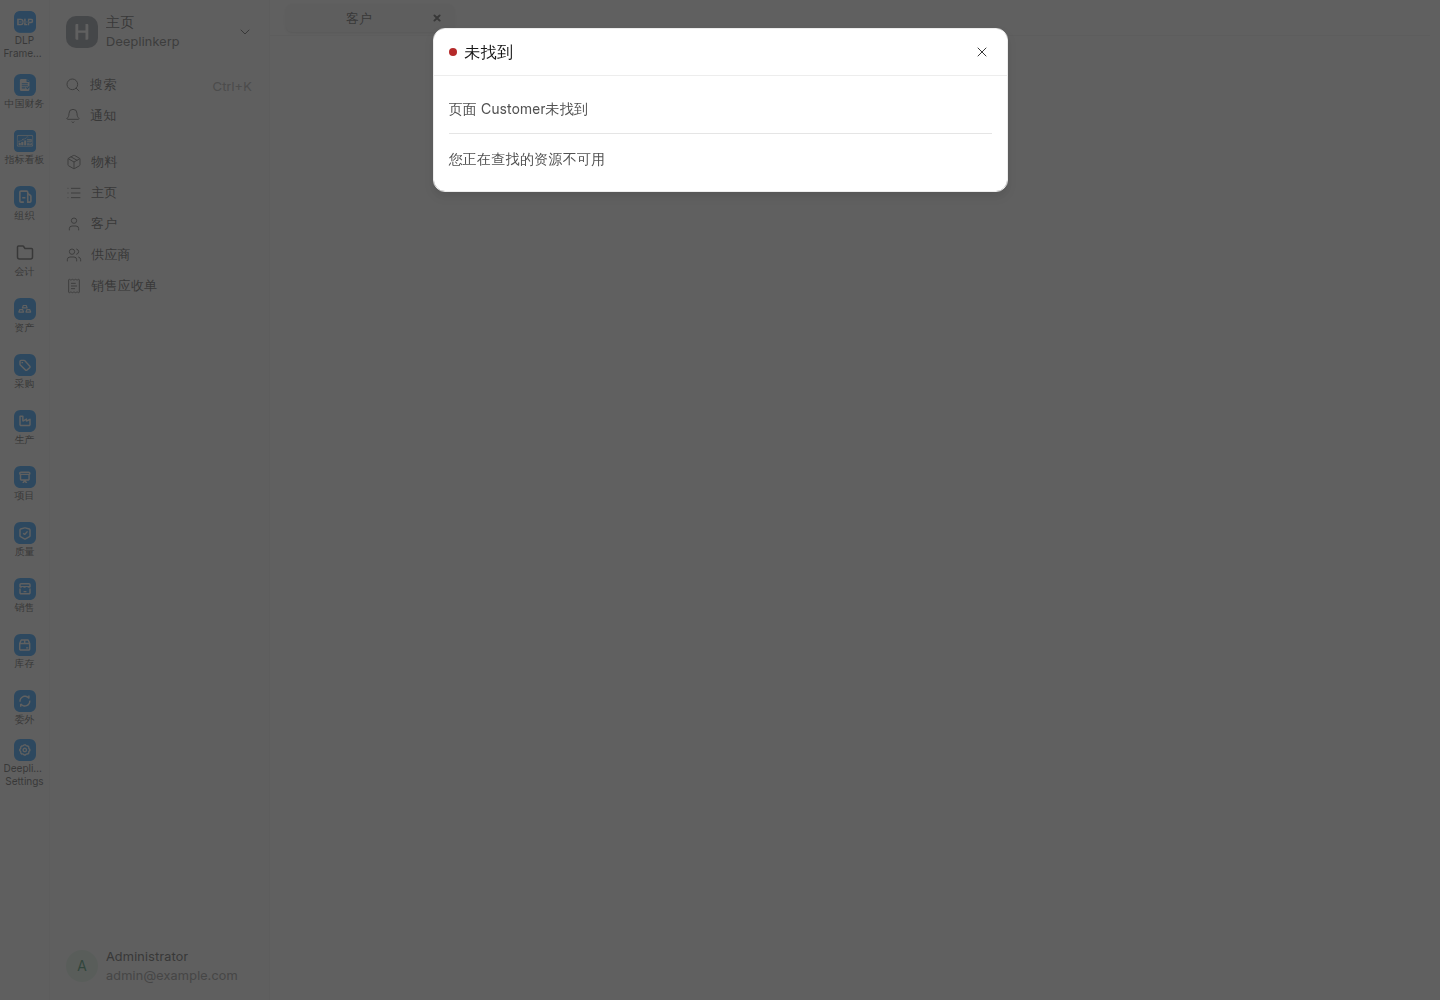 DLP
DLP
Frame...
中国财务
指标看板
组织
会计
资产
采购
生产
项目
质量
销售
库存
委外
Deepli...
Settings
H
主页
Deeplinkerp
搜索
Ctrl+K
通知
物料
主页
客户
供应商
销售应收单
A
Administrator
admin@example.com
客户
未找到
页面 Customer未找到
您正在查找的资源不可用